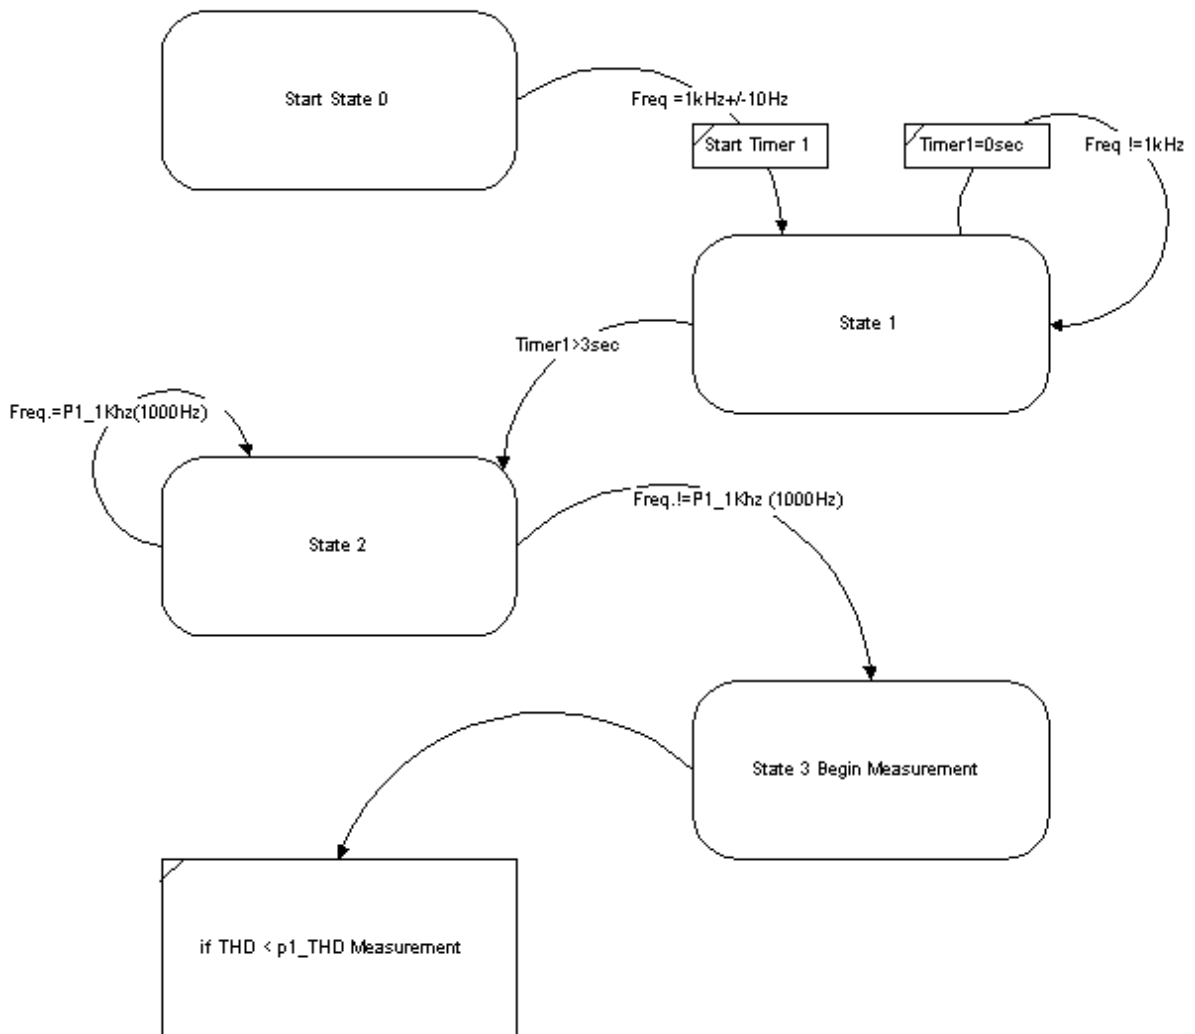 Start State 0
Freq =1kHz+/-10Hz
Start Timer 1
Timer1=0sec
Freq !=1kHz
State 1
Timer1>3sec
Freq.=P1_1Khz(1000Hz)
State 2
Freq.!=P1_1Khz (1000Hz)
State 3 Begin Measurement
if THD < p1_THD Measurement